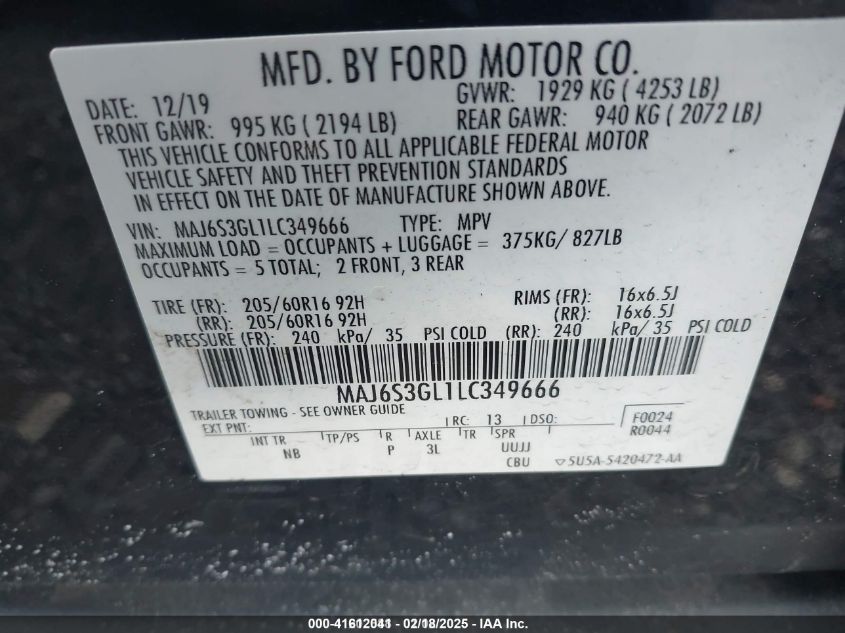 MFD. BY FORD MOTOR CO.
DATE: 12/19 GVWR: 1929 KG ( 4253 LB)
FRONT GAWR: 995 KG ( 2194 LB) REAR GAWR: 940 KG ( 2072 LB)
THIS VEHICLE CONFORMS TO ALL APPLICABLE FEDERAL MOTOR
VEHICLE SAFETY AND THEFT PREVENTION STANDARDS
IN EFFECT ON THE DATE OF MANUFACTURE SHOWN ABOVE.
VIN: MAJ6S3GL1LC349666 TYPE: MPV
MAXIMUM LOAD = OCCUPANTS + LUGGAGE = 375KG/ 827LB
OCCUPANTS = 5 TOTAL; 2 FRONT, 3 REAR
TIRE (FR): 205/60R16 92H RIMS (FR): 16x6.5J
(RR): 205/60R16 92H (RR): 16x6.5J
PRESSURE (FR): 240 kPa/ 35 PSI COLD (RR): 240 kPa/ 35 PSI COLD
MAJ6S3GL1LC349666
TRAILER TOWING - SEE OWNER GUIDE
EXT PNT: RC: 13 DSO: F0024
R0044
INT TR TP/PS R AXLE TR SPR
NB P 3L UUJJ
CBU 5U5A-5420472-AA
02/18/2025 - IAA Inc.